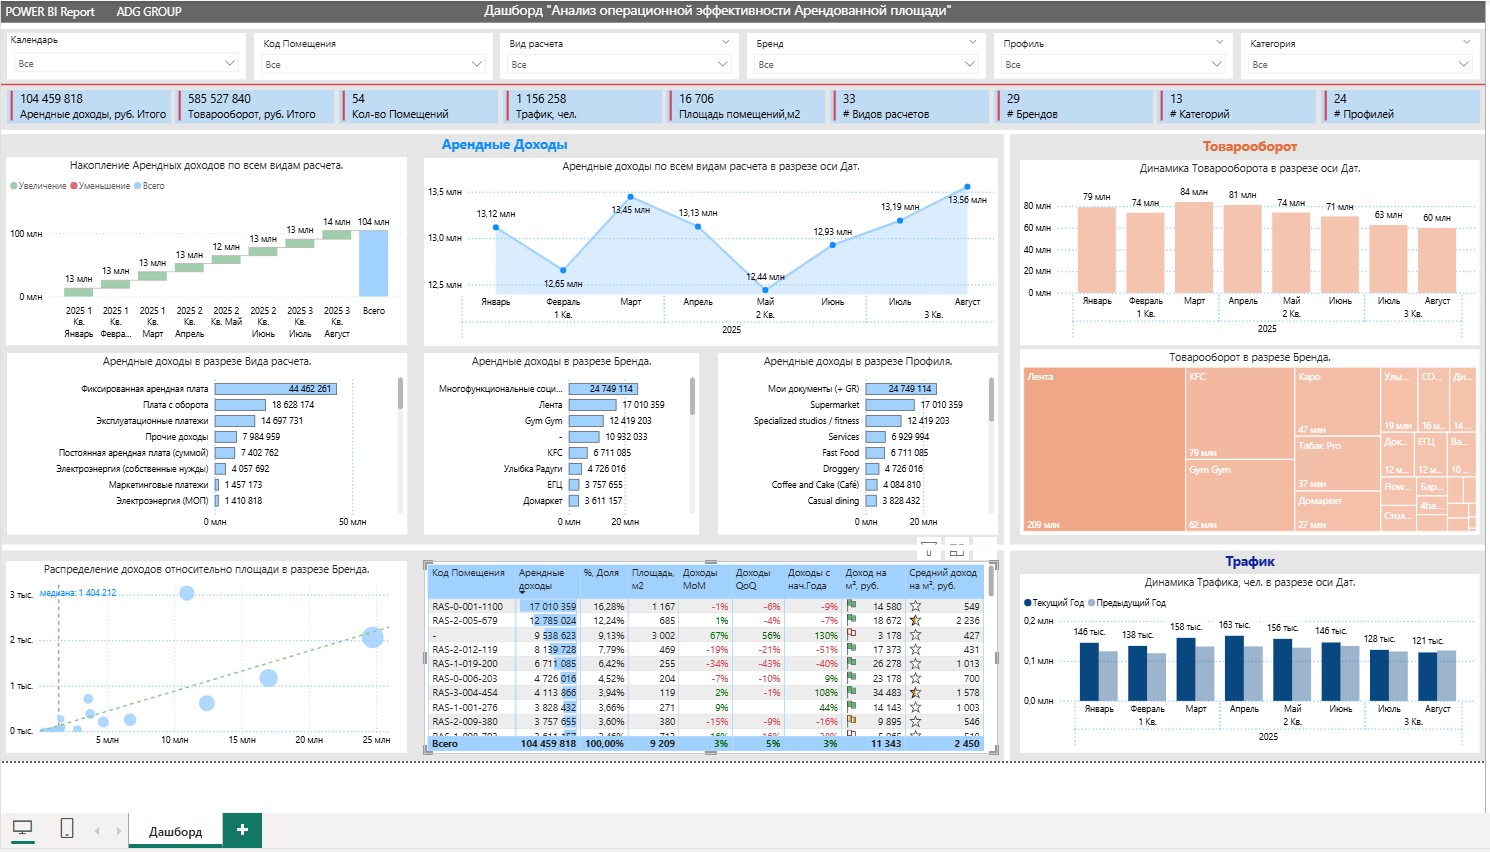 POWER BI Report ADG GROUP
Дашборд "Анализ операционной эффективности Арендованной площади"
Календарь
Все
Код Помещения
Все
Вид расчета
Все
Бренд
Все
Профиль
Все
Категория
Все
104 459 818
Арендные доходы, руб. Итого
585 527 840
Товарооборот, руб. Итого
54
Кол-во Помещений
1 156 258
Трафик, чел.
16 706
Площадь помещений,м2
33
# Видов расчетов
29
# Брендов
13
# Категорий
24
# Профилей
Арендные Доходы
Накопление Арендных доходов по всем видам расчета.
Увеличение Уменьшение Всего
100 млн
0 млн
13 млн 13 млн 13 млн 13 млн 12 млн 13 млн 13 млн 14 млн 104 млн
2025 1 Кв. Январь
2025 1 Кв. Февра...
2025 1 Кв. Март
2025 2 Кв. Апрель
2025 2 Кв. Май
2025 2 Кв. Июнь
2025 3 Кв. Июль
2025 3 Кв. Август
Всего
Арендные доходы по всем видам расчета в разрезе оси Дат.
13,5 млн
13,0 млн
12,5 млн
13,12 млн 12,65 млн 13,45 млн 13,13 млн 12,44 млн 12,93 млн 13,19 млн 13,56 млн
Январь Февраль Март Апрель Май Июнь Июль Август
1 Кв. 2 Кв. 3 Кв.
2025
Товарооборот
Динамика Товарооборота в разрезе оси Дат.
80 млн
60 млн
40 млн
20 млн
0 млн
79 млн 74 млн 84 млн 81 млн 74 млн 71 млн 63 млн 60 млн
Январь Февраль Март Апрель Май Июнь Июль Август
1 Кв. 2 Кв. 3 Кв.
2025
Арендные доходы в разрезе Вида расчета.
Фиксированная арендная плата 44 462 261
Плата с оборота 18 628 174
Эксплуатационные платежи 14 697 731
Прочие доходы 7 984 959
Постоянная арендная плата (суммой) 7 402 762
Электроэнергия (собственные нужды) 4 057 692
Маркетинговые платежи 1 457 173
Электроэнергия (МОП) 1 410 818
0 млн 50 млн
Арендные доходы в разрезе Бренда.
Многофункциональные соци... 24 749 114
Лента 17 010 359
Gym Gym 12 419 203
- 10 932 033
KFC 6 711 085
Улыбка Радуги 4 726 016
ЕГЦ 3 757 655
Домаркет 3 611 157
0 млн 20 млн
Арендные доходы в разрезе Профиля.
Мои документы (+ GR) 24 749 114
Supermarket 17 010 359
Specialized studios / fitness 12 419 203
Services 6 929 994
Fast Food 6 711 085
Droggery 4 726 016
Coffee and Cake (Café) 4 084 810
Casual dining 3 828 432
0 млн 20 млн
Товарооборот в разрезе Бренда.
Лента
209 млн
KFC
79 млн
Gym Gym
62 млн
Каро
47 млн
Табак Pro
37 млн
Домаркет
27 млн
Улы...
19 млн
СО...
16 м...
Ди...
14 ...
Док...
12 м...
ЕГЦ
12 м...
Ва...
10 ...
Flow...
Стол...
Бар...
4ha...
Распределение доходов относительно площади в разрезе Бренда.
медиана: 1 404 212
3 тыс.
2 тыс.
1 тыс.
0 тыс.
5 млн 10 млн 15 млн 20 млн 25 млн
Код Помещения Арендные доходы %, Доля Площадь, м2 Доходы MoM Доходы QoQ Доходы с нач.Года Доход на м², руб. Средний доход на м², руб.
RAS-0-001-1100 17 010 359 16,28% 1 167 -1% -6% -9% 14 580 549
RAS-2-005-679 12 785 024 12,24% 685 1% -4% -7% 18 672 2 236
- 9 538 623 9,13% 3 002 67% 56% 130% 3 178 427
RAS-2-012-119 8 139 728 7,79% 469 -19% -21% -51% 17 373 431
RAS-1-019-200 6 711 085 6,42% 255 -34% -43% -40% 26 278 1 013
RAS-0-006-203 4 726 016 4,52% 204 -7% -10% 9% 23 178 700
RAS-3-004-454 4 113 866 3,94% 119 2% -1% 108% 34 483 1 578
RAS-1-001-276 3 828 432 3,66% 271 9% 44% 14 143 1 003
RAS-2-009-380 3 757 655 3,60% 380 -15% -9% -16% 9 895 546
Всего 104 459 818 100,00% 9 209 3% 5% 3% 11 343 2 450
Трафик
Динамика Трафика, чел. в разрезе оси Дат.
Текущий Год Предыдущий Год
0,2 млн
0,1 млн
0,0 млн
146 тыс. 138 тыс. 158 тыс. 163 тыс. 156 тыс. 146 тыс. 128 тыс. 121 тыс.
Январь Февраль Март Апрель Май Июнь Июль Август
1 Кв. 2 Кв. 3 Кв.
2025
Дашборд